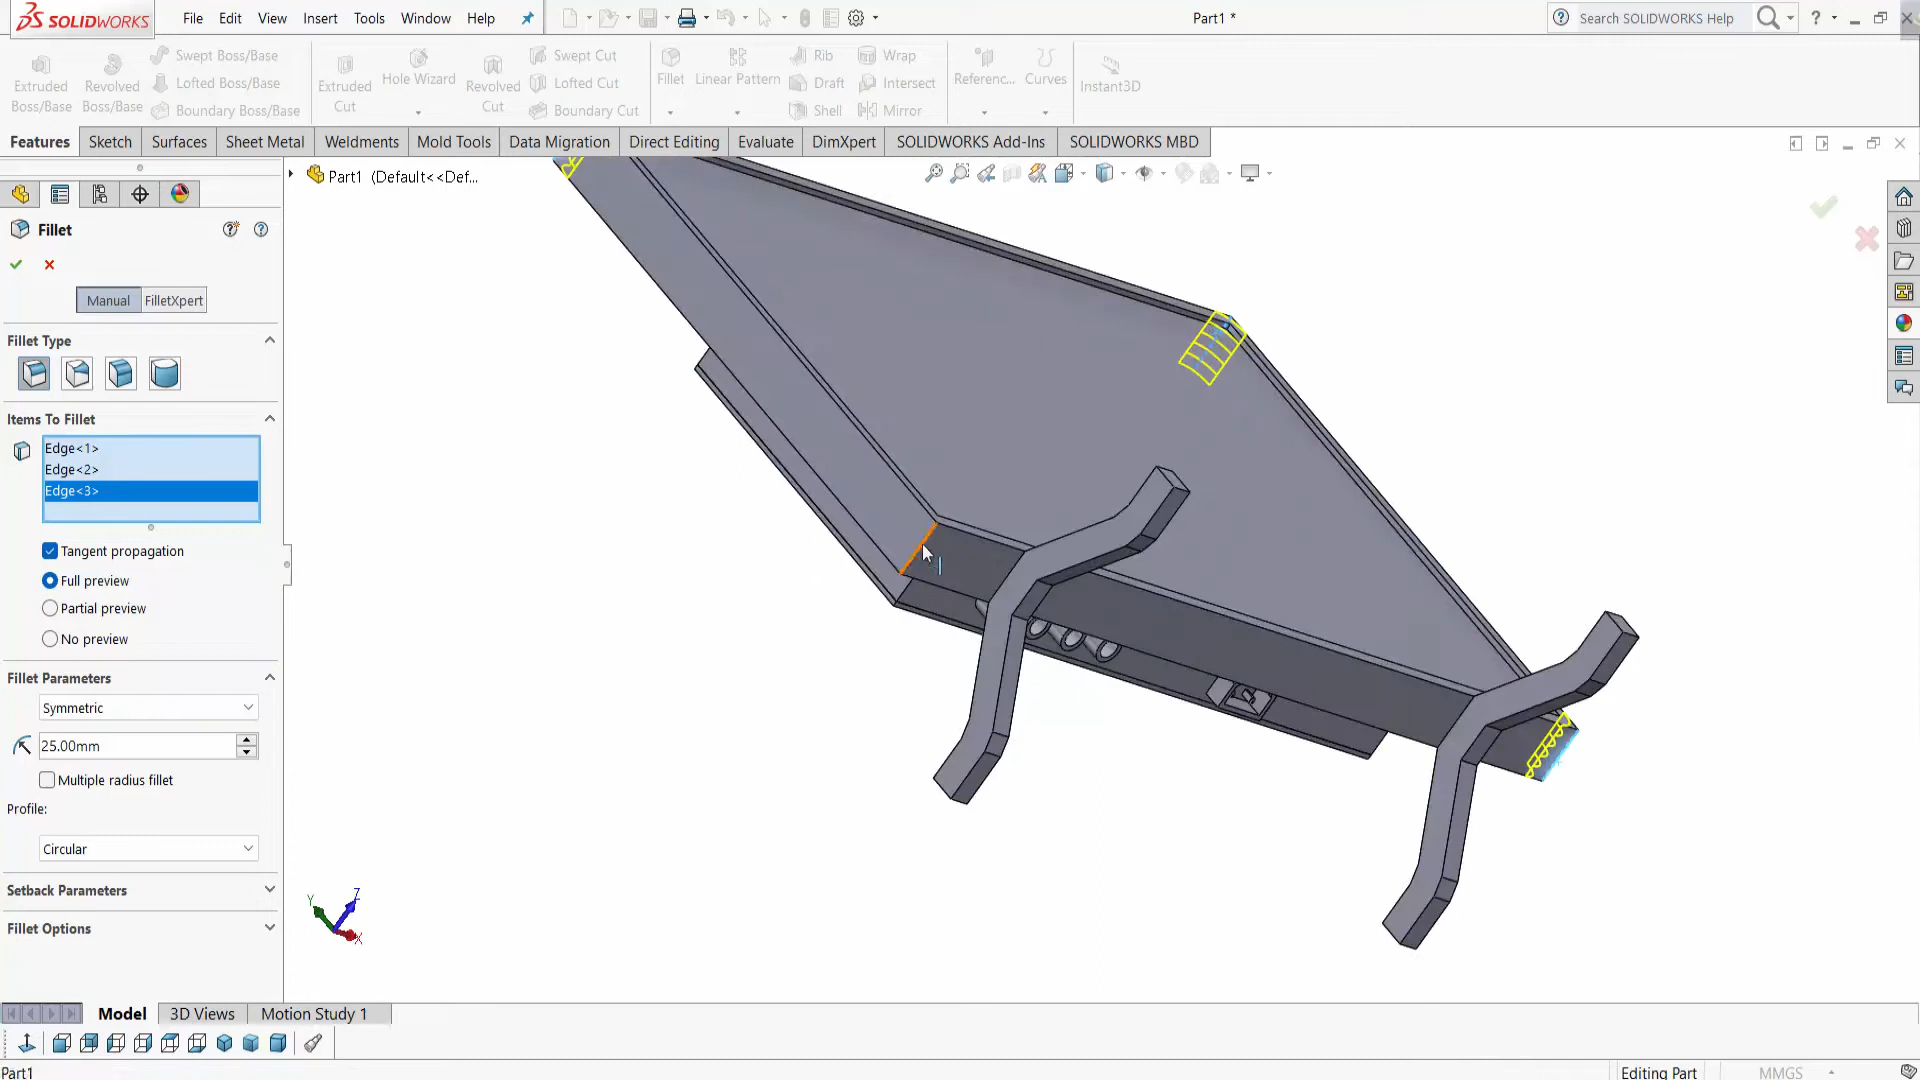 SOLIDWORKS File Edit View Insert Tools Window Help Part1 * Search SOLIDWORKS Help
Extruded Boss/Base
Revolved Boss/Base
Swept Boss/Base
Lofted Boss/Base
Boundary Boss/Base
Extruded Cut
Hole Wizard
Revolved Cut
Swept Cut
Lofted Cut
Boundary Cut
Fillet
Linear Pattern
Rib
Draft
Shell
Wrap
Intersect
Mirror
Referenc...
Curves
Instant3D
Features Sketch Surfaces Sheet Metal Weldments Mold Tools Data Migration Direct Editing Evaluate DimXpert SOLIDWORKS Add-Ins SOLIDWORKS MBD
Part1 (Default<<Def...
Fillet
Manual FilletXpert
Fillet Type
Items To Fillet
Edge<1>
Edge<2>
Edge<3>
Tangent propagation
Full preview
Partial preview
No preview
Fillet Parameters
Symmetric
25.00mm
Multiple radius fillet
Profile:
Circular
Setback Parameters
Fillet Options
Y Z X
Model 3D Views Motion Study 1
Part1 Editing Part MMGS